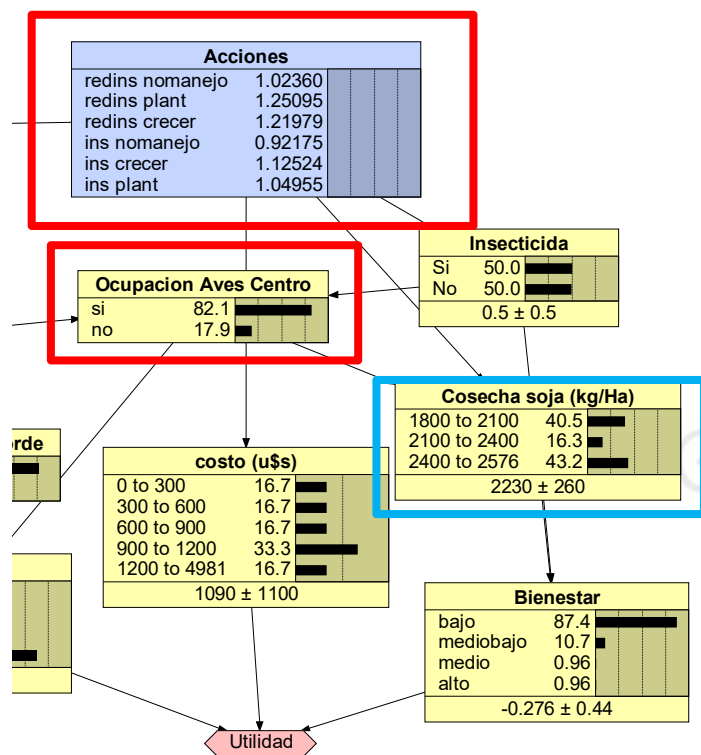 Acciones
redins nomanejo 1.02360
redins plant 1.25095
redins crecer 1.21979
ins nomanejo 0.92175
ins crecer 1.12524
ins plant 1.04955
Insecticida
Si 50.0
No 50.0
0.5 ± 0.5
Ocupacion Aves Centro
si 82.1
no 17.9
Cosecha soja (kg/Ha)
1800 to 2100 40.5
2100 to 2400 16.3
2400 to 2576 43.2
2230 ± 260
orde
costo (u$s)
0 to 300 16.7
300 to 600 16.7
600 to 900 16.7
900 to 1200 33.3
1200 to 4981 16.7
1090 ± 1100
Bienestar
bajo 87.4
mediobajo 10.7
medio 0.96
alto 0.96
-0.276 ± 0.44
Utilidad